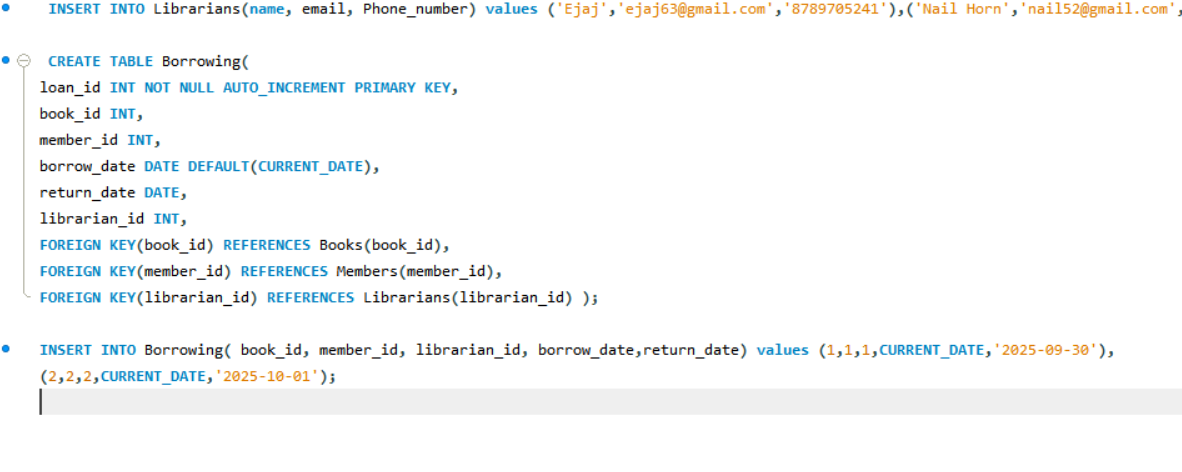 INSERT INTO Librarians(name, email, Phone_number) values ('Ejaj','ejaj63@gmail.com','8789705241'),('Nail Horn','nail52@gmail.com',
CREATE TABLE Borrowing(
loan_id INT NOT NULL AUTO_INCREMENT PRIMARY KEY,
book_id INT,
member_id INT,
borrow_date DATE DEFAULT(CURRENT_DATE),
return_date DATE,
librarian_id INT,
FOREIGN KEY(book_id) REFERENCES Books(book_id),
FOREIGN KEY(member_id) REFERENCES Members(member_id),
FOREIGN KEY(librarian_id) REFERENCES Librarians(librarian_id) );
INSERT INTO Borrowing( book_id, member_id, librarian_id, borrow_date,return_date) values (1,1,1,CURRENT_DATE,'2025-09-30'),
(2,2,2,CURRENT_DATE,'2025-10-01');